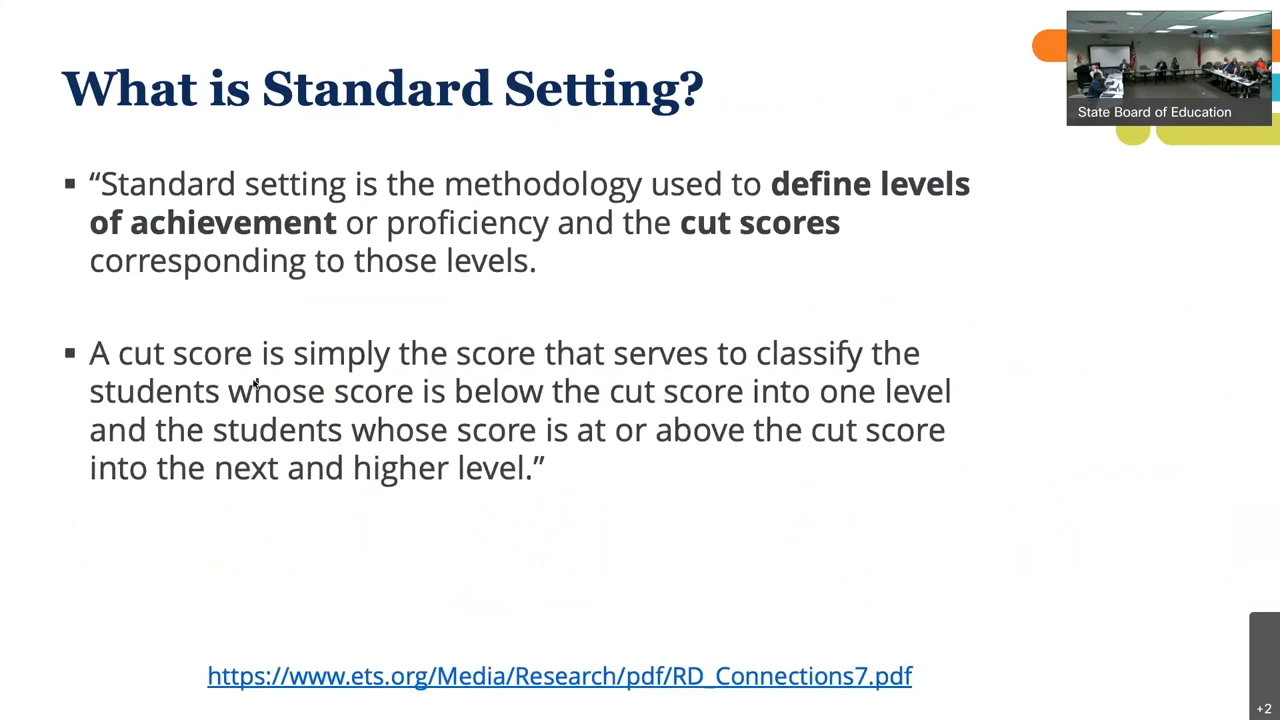 What is Standard Setting?
State Board of Education
▪ “Standard setting is the methodology used to define levels
of achievement or proficiency and the cut scores
corresponding to those levels.
▪ A cut score is simply the score that serves to classify the
students whose score is below the cut score into one level
and the students whose score is at or above the cut score
into the next and higher level.”
https://www.ets.org/Media/Research/pdf/RD_Connections7.pdf
+2